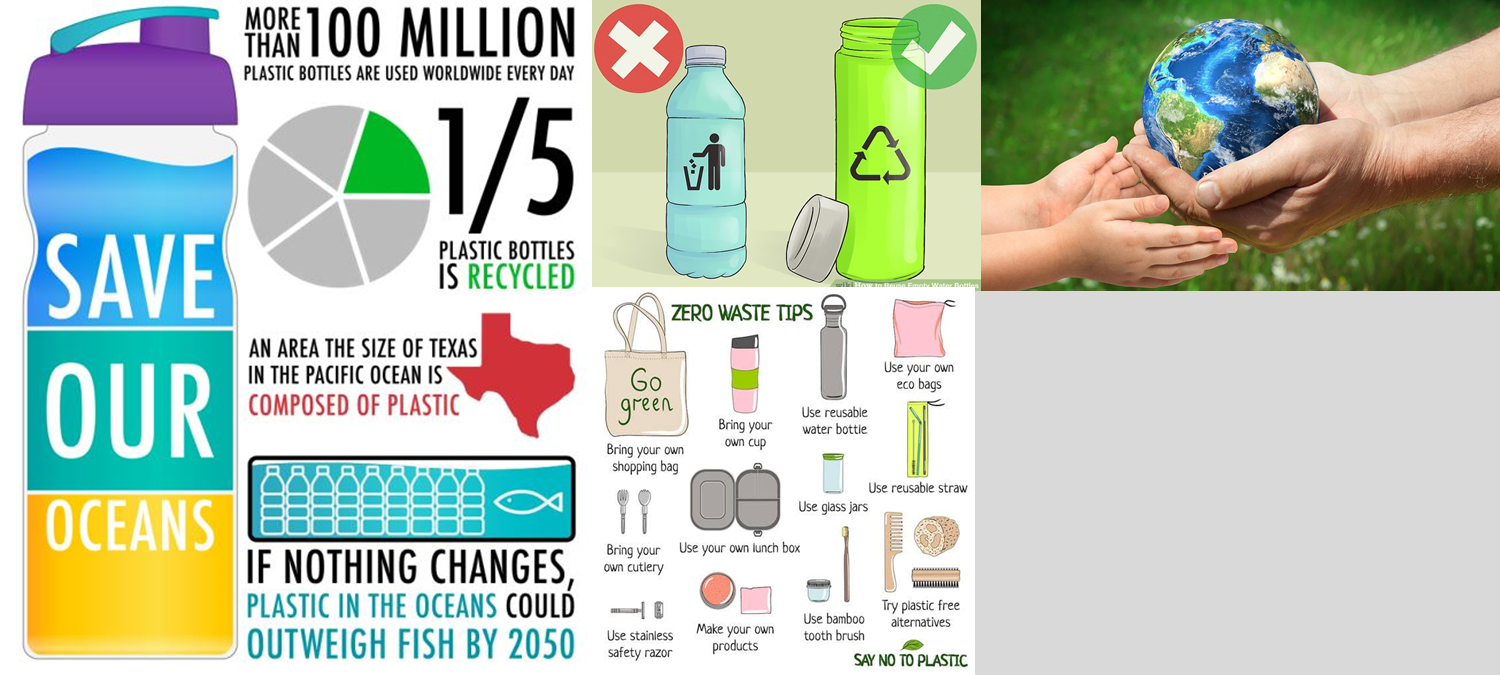 MORE
THAN 100 MILLION
PLASTIC BOTTLES ARE USED WORLDWIDE EVERY DAY
1/5
PLASTIC BOTTLES
IS RECYCLED
SAVE
OUR
OCEANS
AN AREA THE SIZE OF TEXAS
IN THE PACIFIC OCEAN IS
COMPOSED OF PLASTIC
IF NOTHING CHANGES,
PLASTIC IN THE OCEANS COULD
OUTWEIGH FISH BY 2050
wiki How to Reuse Empty Water Bottles
ZERO WASTE TIPS
Go
green
Bring your own
shopping bag
Bring your
own cup
Use reusable
water bottle
Use your own
eco bags
Use reusable straw
Use glass jars
Bring your
own cutlery
Use your own lunch box
Use stainless
safety razor
Make your own
products
Use bamboo
tooth brush
Try plastic free
alternatives
SAY NO TO PLASTIC